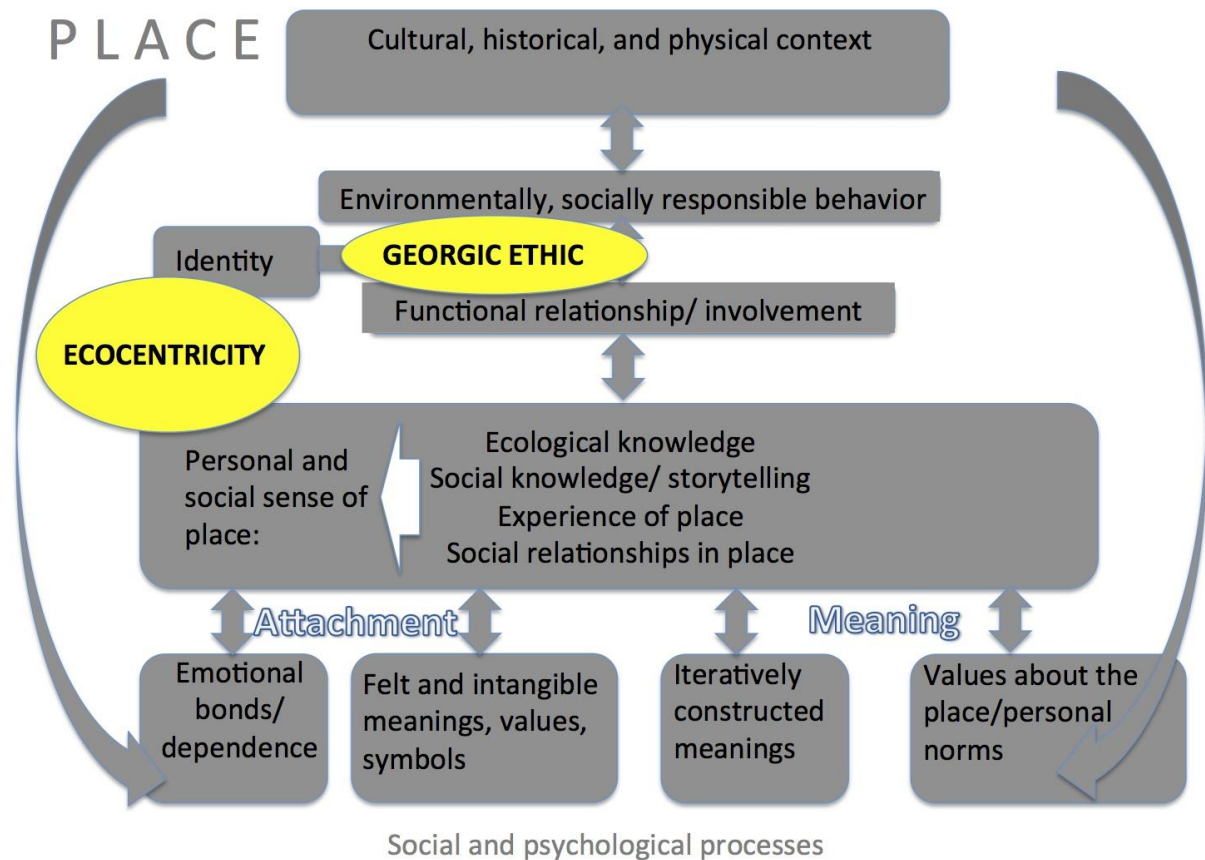 PLACE
Cultural, historical, and physical context
Environmentally, socially responsible behavior
Identity
GEORGIC ETHIC
Functional relationship/ involvement
ECOCENTRICITY
Personal and
social sense of
place:
Ecological knowledge
Social knowledge/ storytelling
Experience of place
Social relationships in place
Attachment
Meaning
Emotional
bonds/
dependence
Felt and intangible
meanings, values,
symbols
Iteratively
constructed
meanings
Values about the
place/personal
norms
Social and psychological processes